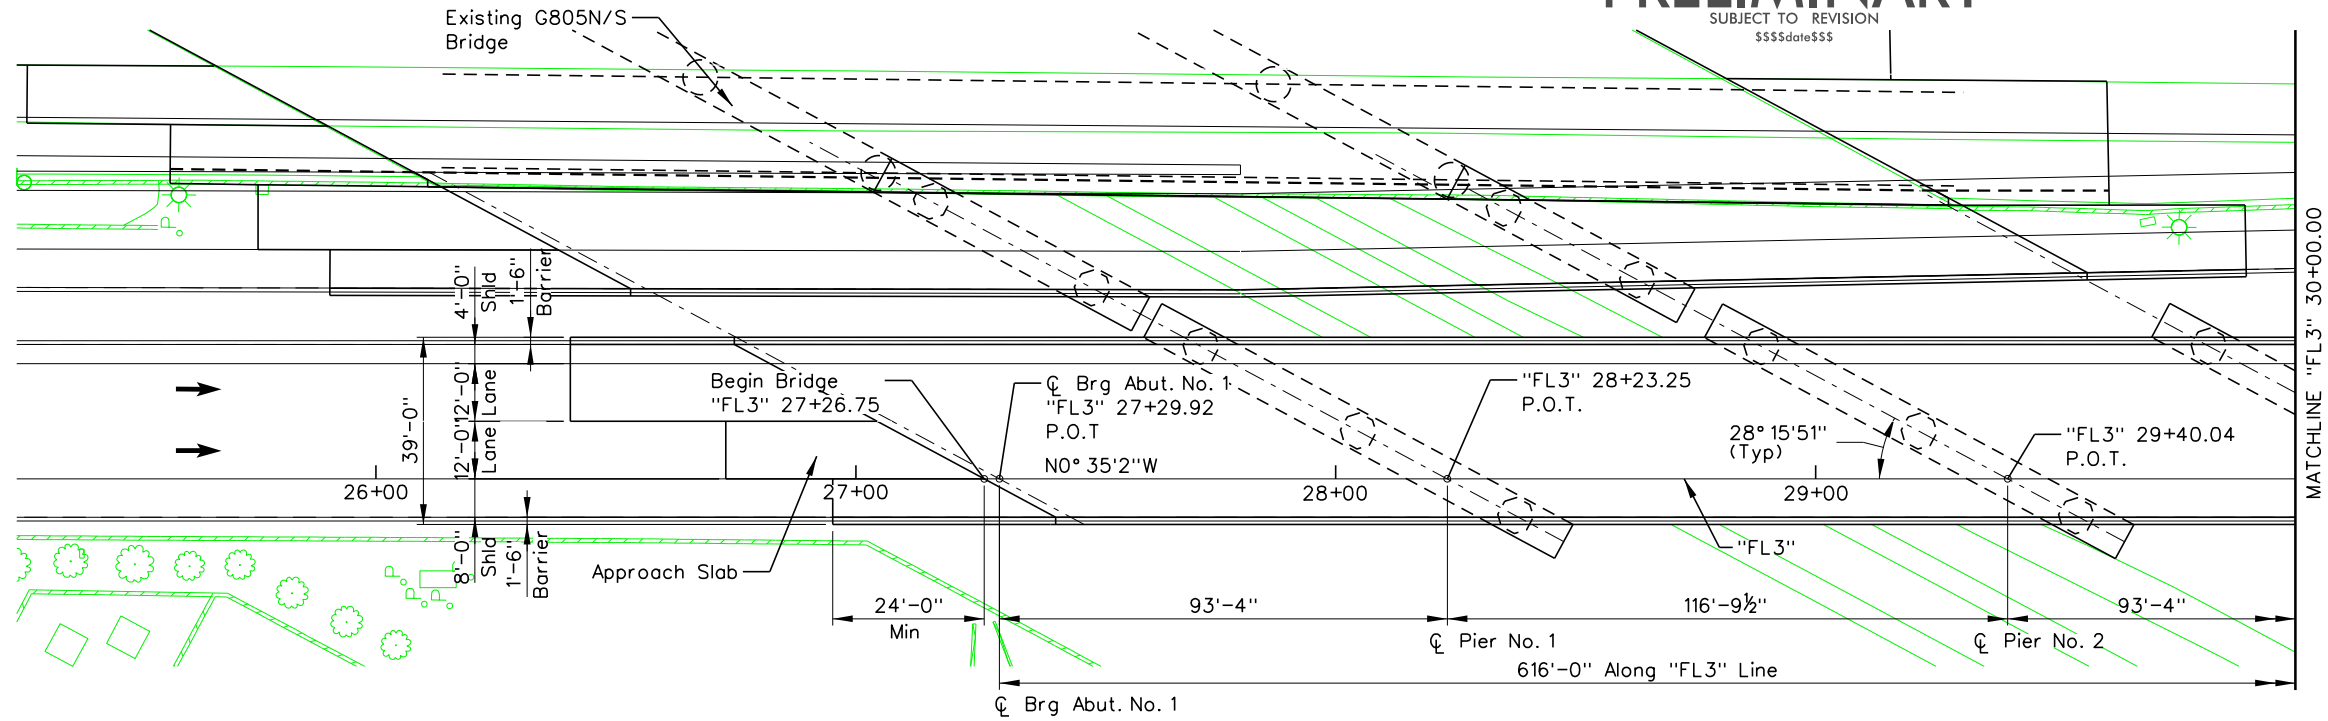 PRELIMINARY
SUBJECT TO REVISION
$$$$date$$$
Existing G805N/S
Bridge
4'-0"
Shld
1'-6"
Barrier
39'-0"
12'-0"
Lane
12'-0"
Lane
8'-0"
Shld
1'-6"
Barrier
Begin Bridge
"FL3" 27+26.75
℄ Brg Abut. No. 1
"FL3" 27+29.92
P.O.T
N0° 35'2"W
"FL3" 28+23.25
P.O.T.
28° 15'51"
(Typ)
"FL3" 29+40.04
P.O.T.
MATCHLINE "FL3" 30+00.00
26+00
27+00
28+00
29+00
"FL3"
Approach Slab
P
P
P
P
24'-0"
Min
93'-4"
116'-9½"
93'-4"
℄ Pier No. 1
℄ Pier No. 2
616'-0" Along "FL3" Line
℄ Brg Abut. No. 1